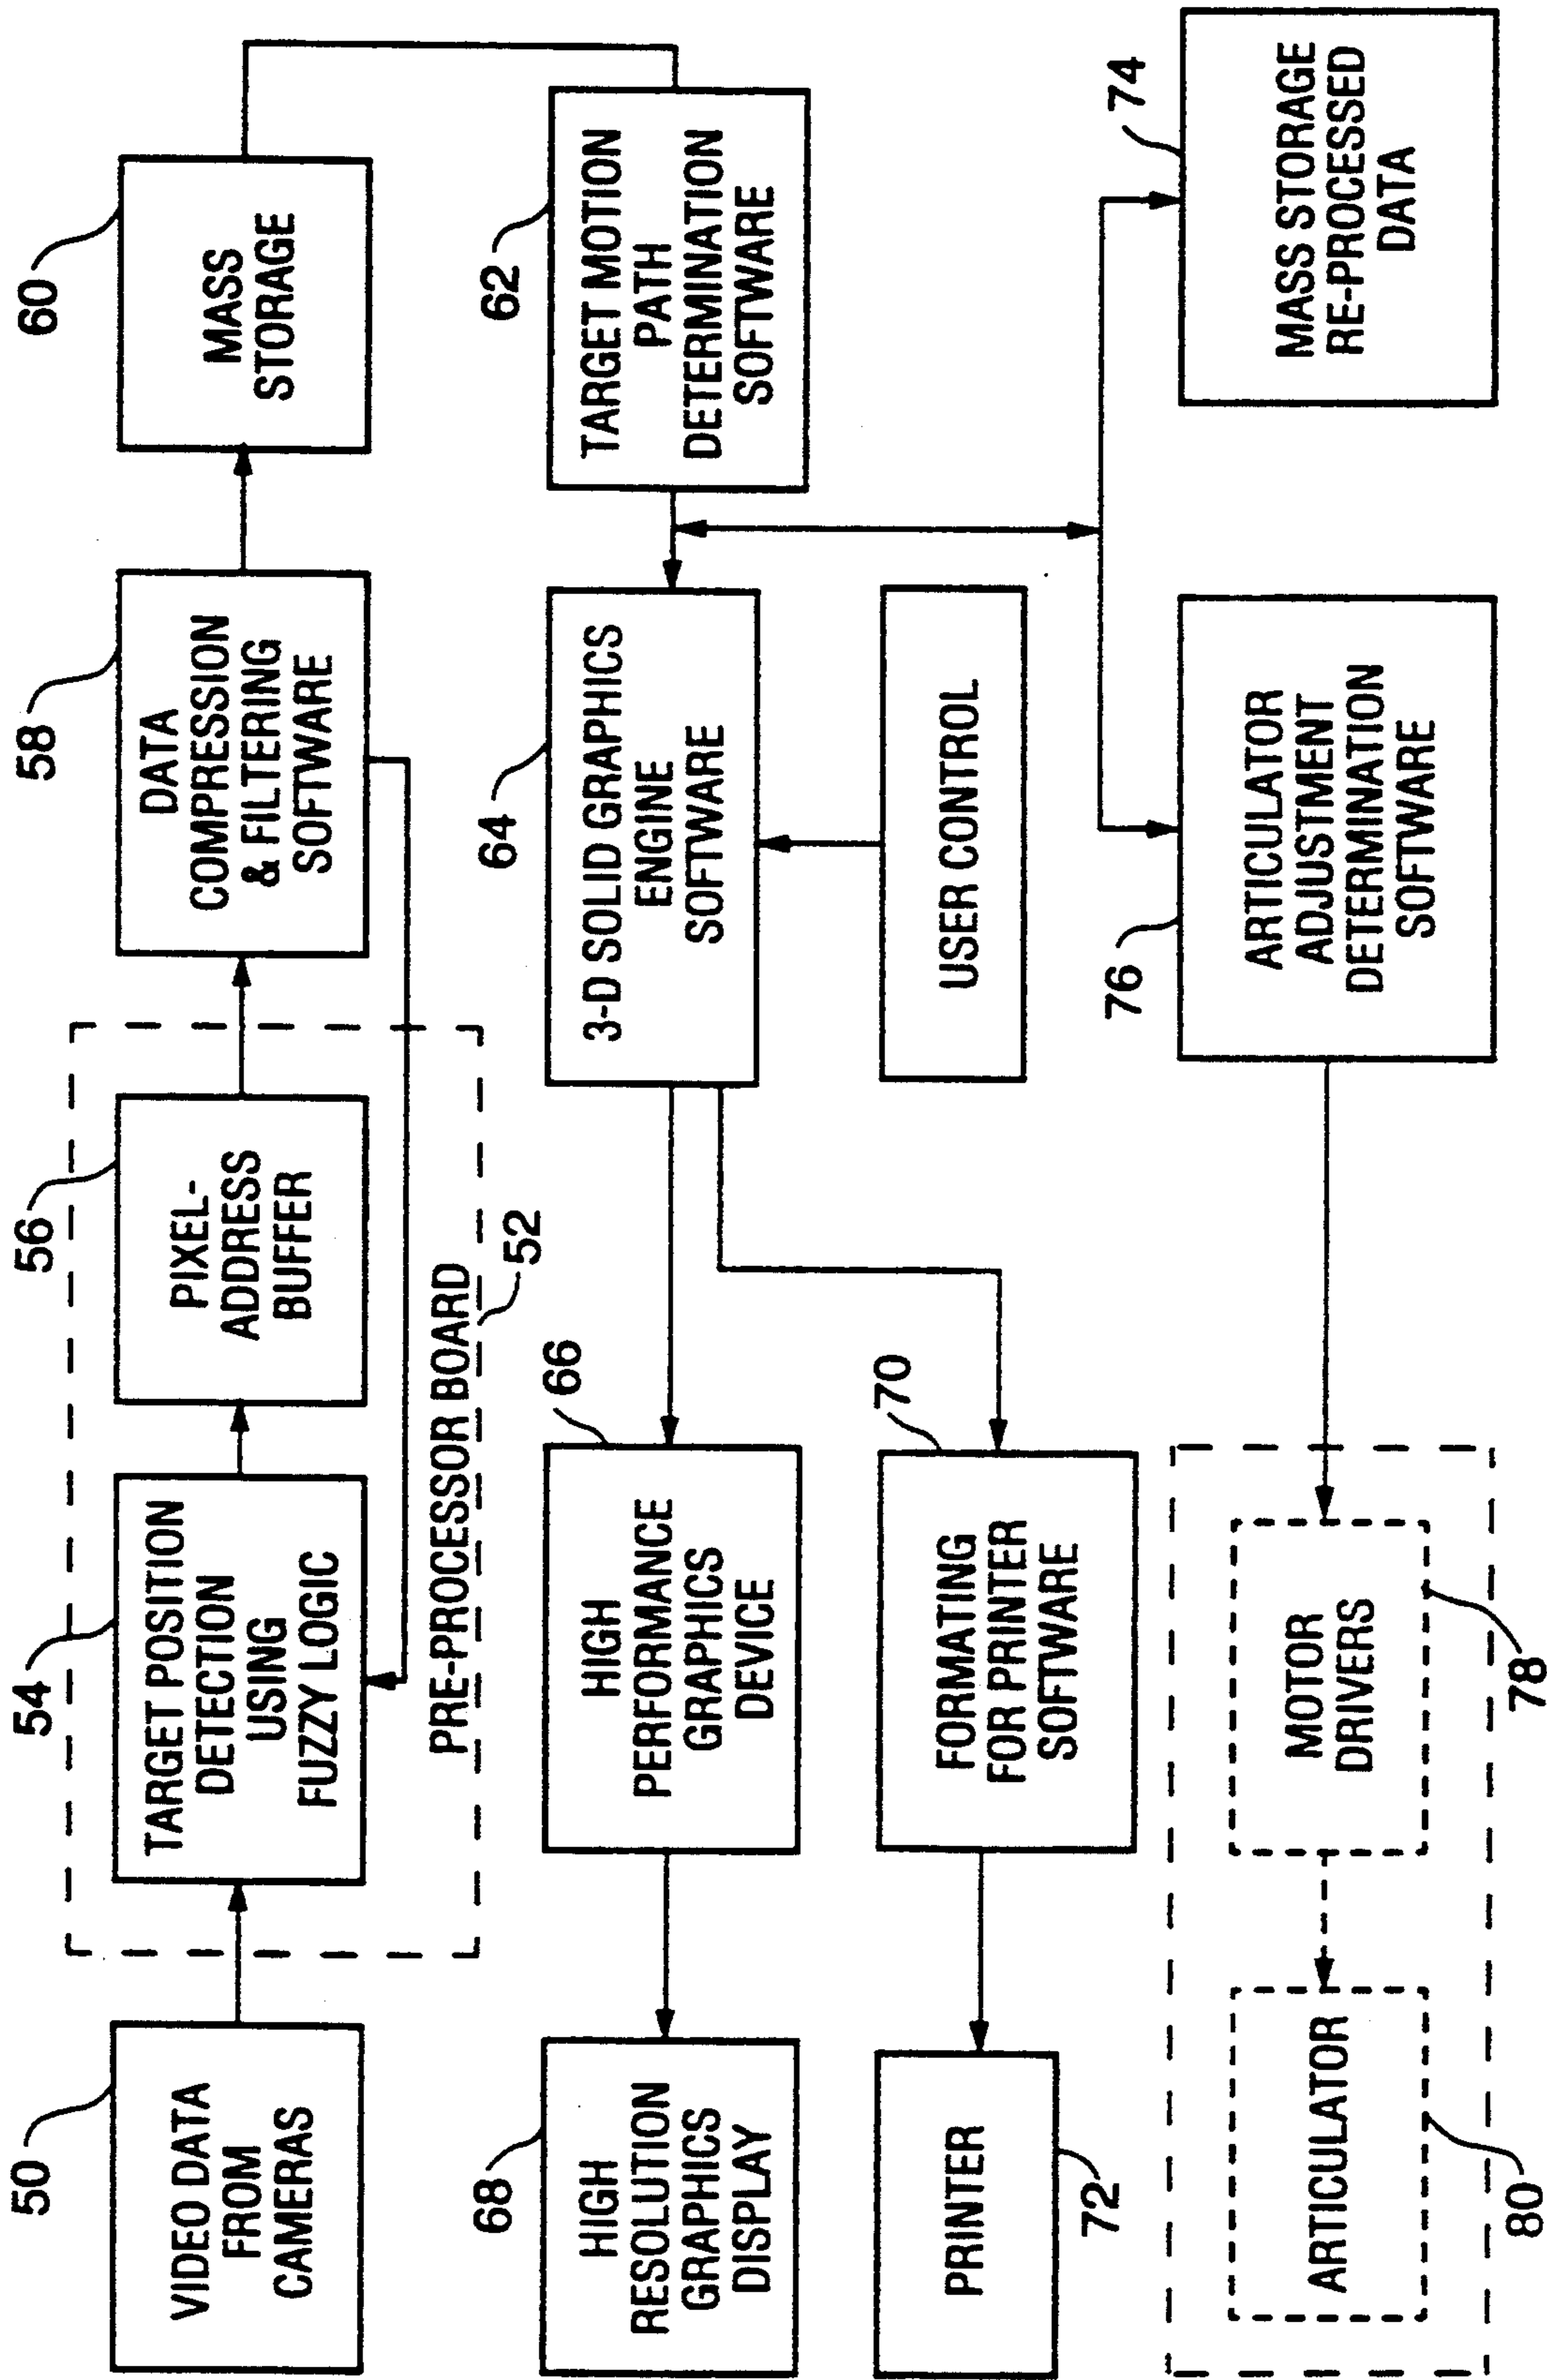 50
VIDEO DATA
FROM
CAMERAS
54
TARGET POSITION
DETECTION
USING
FUZZY LOGIC
56
PIXEL-
ADDRESS
BUFFER
PRE-PROCESSOR BOARD
52
58
DATA
COMPRESSION
& FILTERING
SOFTWARE
60
MASS
STORAGE
68
HIGH
RESOLUTION
GRAPHICS
DISPLAY
66
HIGH
PERFORMANCE
GRAPHICS
DEVICE
64
3-D SOLID GRAPHICS
ENGINE
SOFTWARE
62
TARGET MOTION
PATH
DETERMINATION
SOFTWARE
PRINTER
72
70
FORMATING
FOR PRINTER
SOFTWARE
USER CONTROL
ARTICULATOR
80
MOTOR
DRIVERS
78
76
ARTICULATOR
ADJUSTMENT
DETERMINATION
SOFTWARE
74
MASS STORAGE
RE-PROCESSED
DATA